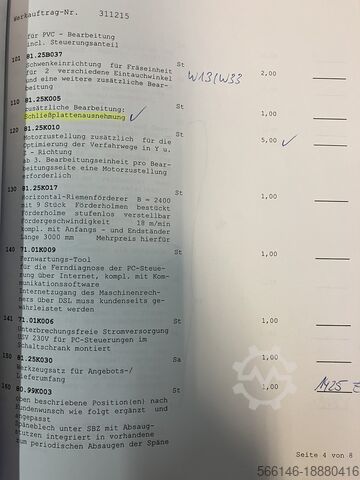 Werkauftrag-Nr. 311215
für PVC - Bearbeitung
incl. Steuerungsanteil
101 81.25B037 St
Schwenkeinrichtung für Fräseinheit 2,00
für 2 verschiedene Eintauchwinkel W13/W33
und eine weitere zusätzliche Bear-
beitung
110 81.25K005 St
zusätzliche Bearbeitung: 1,00
Schließplattenausnehmung
120 81.25K010 St
Motorzustellung zusätzlich für die 5,00
Optimierung der Verfahrwege in Y u.
Z - Richtung
ab 3. Bearbeitungseinheit pro Bear-
beitungsseite eine Motorzustellung
erforderlich
130 81.25K017 St
Horizontal-Riemenförderer B = 2400 1,00
mit 9 Stück Förderholmen bestückt
Förderholme stufenlos verstellbar
Fördergeschwindigkeit 18 m/min
kompl. mit Anfangs - und Endständer
Länge 3000 mm Mehrpreis hierfür
140 71.01K009 St
Fernwartungs-Tool 1,00
für die Ferndiagnose der PC-Steue-
rung über Internet, kompl. mit Kom-
munikationssoftware
Internetzugang des Maschinenrech-
ners über DSL muss kundenseits ge-
währleistet werden
141 71.01K006 St
Unterbrechungsfreie Stromversorgung 1,00
USV 230V für PC-Steuerungen im
Schaltschrank montiert
150 81.25K030 Sa
Werkzeugsatz für Angebots-/ 1,00
Lieferumfang
160 80.99K003 St
oben beschriebene Position(en) nach 1,00
Kundenwunsch wie folgt ergänzt und
angepasst
Späneblech unter SBZ mit Absaug-
stutzen integriert in vorhandene
zum periodischen Absaugen der Späne
Seite 4 von 8
566146-18880416